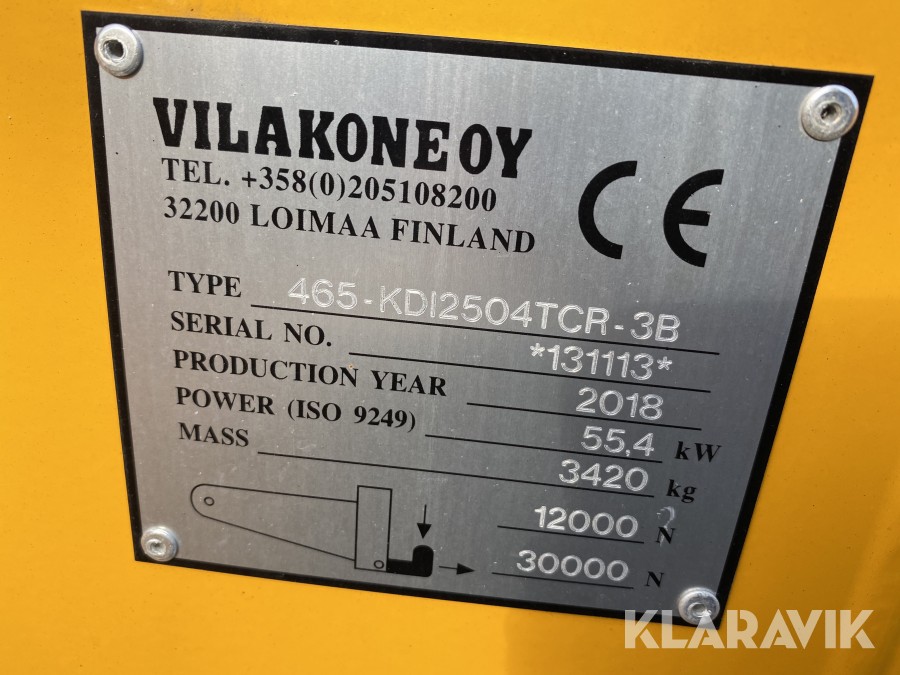 VILAKONE OY
TEL. +358(0)205108200
32200 LOIMAA FINLAND
CE
TYPE 465-KDI2504TCR-3B
SERIAL NO. *131113*
PRODUCTION YEAR 2018
POWER (ISO 9249) 55,4 kW
MASS 3420 kg
12000 N
30000 N
KLARAVIK